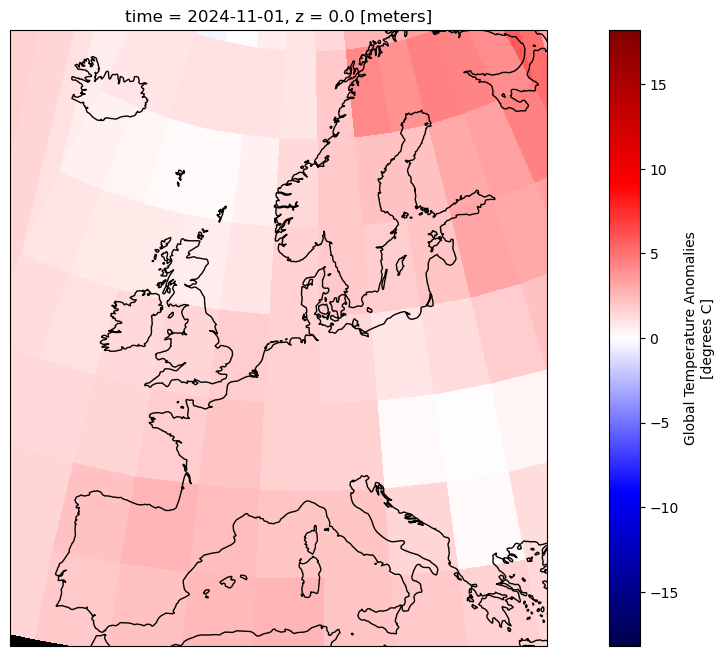 time = 2024-11-01, z = 0.0 [meters]
15
10
5
0
−5
−10
−15
Global Temperature Anomalies
[degrees C]